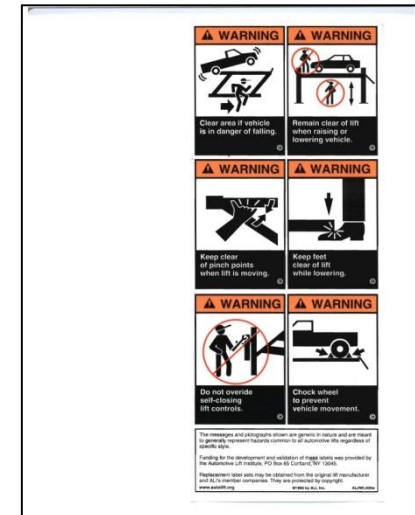 WARNING
WARNING
Clear area if vehicle
is in danger of falling.
Remain clear of lift
when raising or
lowering vehicle.
WARNING
WARNING
Keep clear
of pinch points
when lift is moving.
Keep feet
clear of lift
while lowering.
WARNING
WARNING
Do not overide
self-closing
lift controls.
Chock wheel
to prevent
vehicle movement.
The messages and pictographs shown are generic in nature and are meant
to generally represent hazards common to all automotive lifts regardless of
specific style.
Funding for the development and validation of these labels was provided by
the Automotive Lift Institute, PO Box 85 Cortland, NY 13045.
Replacement label sets may be obtained from the original lift manufacturer
and ALI's member companies. They are protected by copyright.
www.autolift.org
by ALI, Inc.